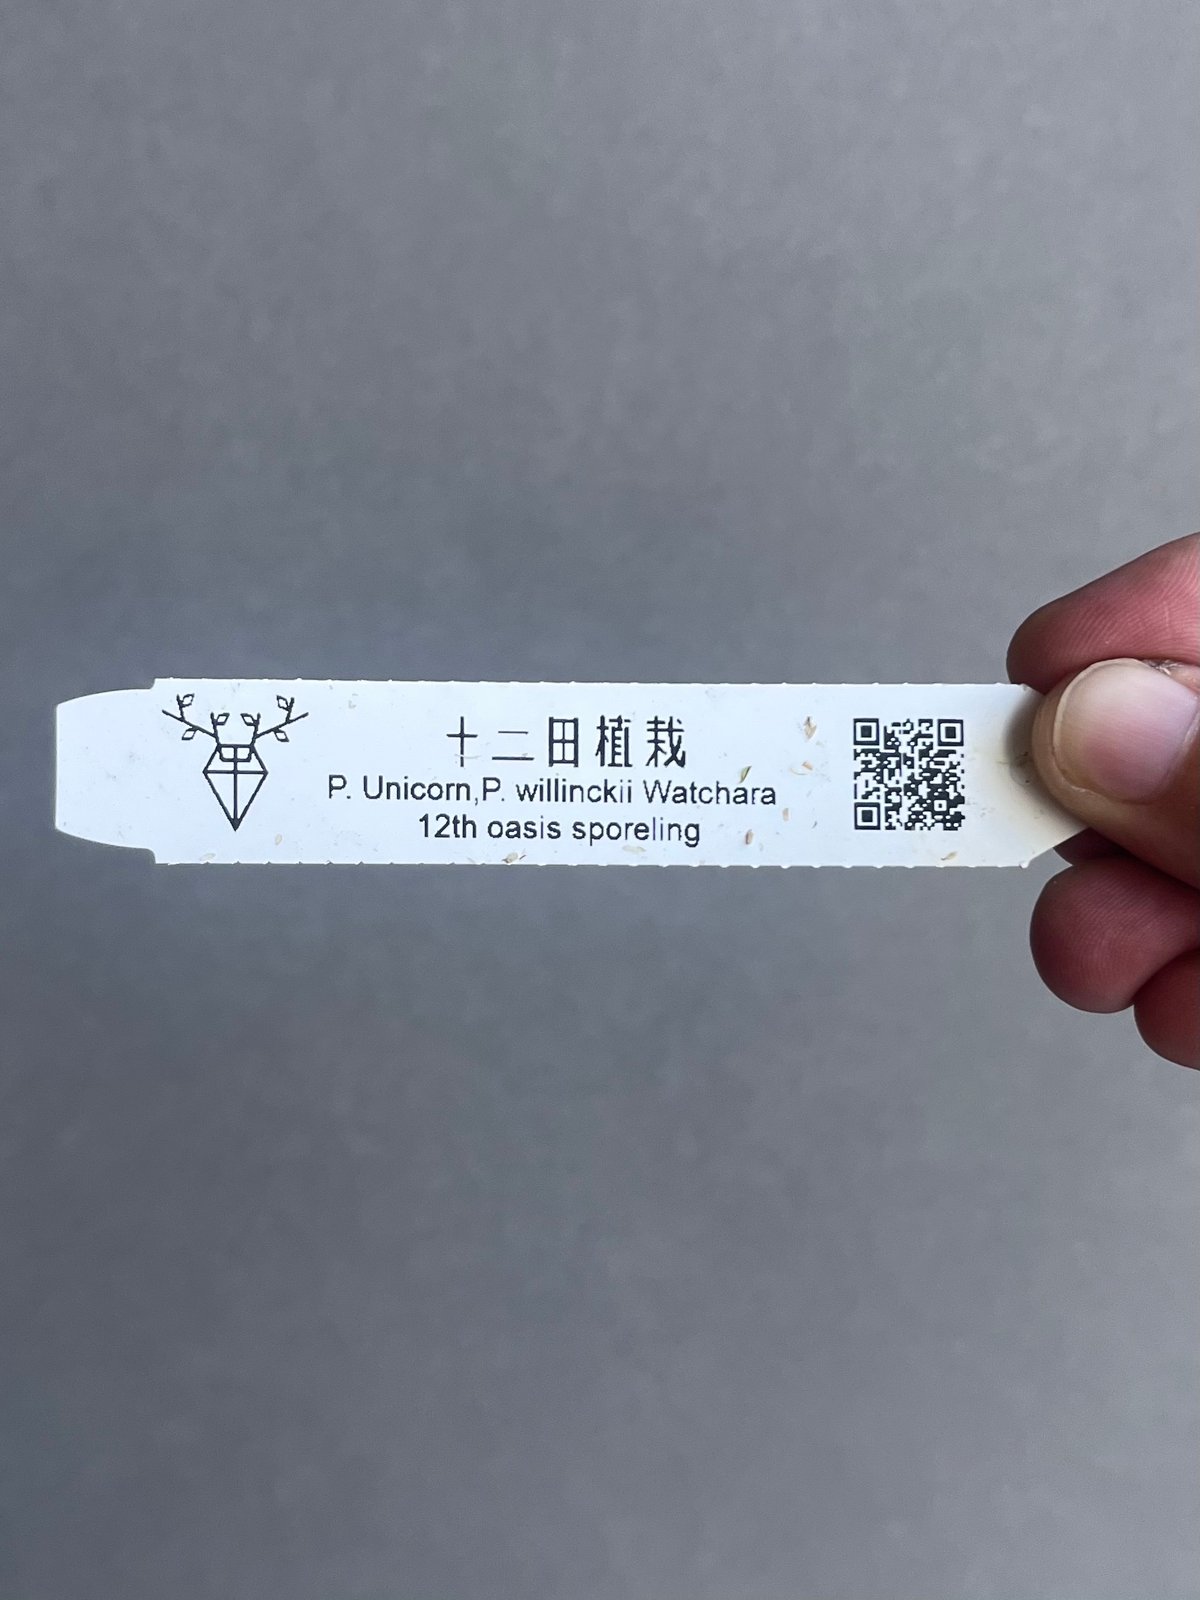 十二田植栽
P. Unicorn,P. willinckii Watchara
12th oasis sporeling